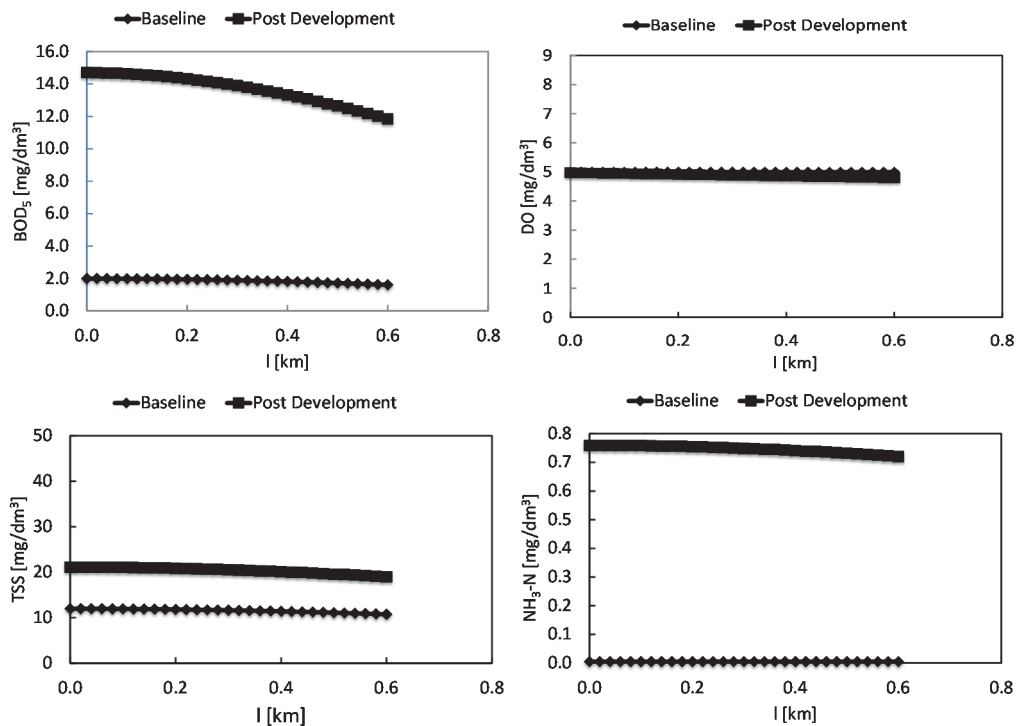 Baseline Post Development
16.0
14.0
12.0
10.0
8.0
6.0
4.0
2.0
0.0
BOD5 [mg/dm³]
0.0 0.2 0.4 0.6 0.8
l [km]
Baseline Post Development
9
8
7
6
5
4
3
2
1
0
DO [mg/dm³]
0.0 0.2 0.4 0.6 0.8
l [km]
Baseline Post Development
50
40
30
20
10
0
TSS [mg/dm³]
0.0 0.2 0.4 0.6 0.8
l [km]
Baseline Post Development
0.8
0.7
0.6
0.5
0.4
0.3
0.2
0.1
0.0
NH3-N [mg/dm³]
0.0 0.2 0.4 0.6 0.8
l [km]